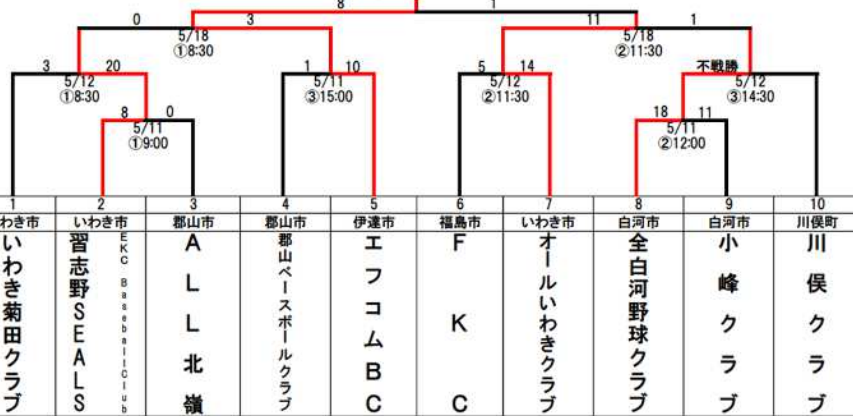 8 1
0 3 11 1
5/18 5/18
①8:30 ②11:30
3 20 1 10 5 14 不戦勝
5/12 5/11 5/12 5/12
①8:30 ③15:00 ②11:30 ③14:30
8 0 18 11
5/11 5/11
①9:00 ②12:00
1 2 3 4 5 6 7 8 9 10
わき市 いわき市 郡山市 郡山市 伊達市 福島市 いわき市 白河市 白河市 川俣町
いわき菊田クラブ
習志野SEALS
EKC BaseballClub
ALL北嶺
郡山ベースボールクラブ
エフコムBC
FKC
オールいわきクラブ
全白河野球クラブ
小峰クラブ
川俣クラブ